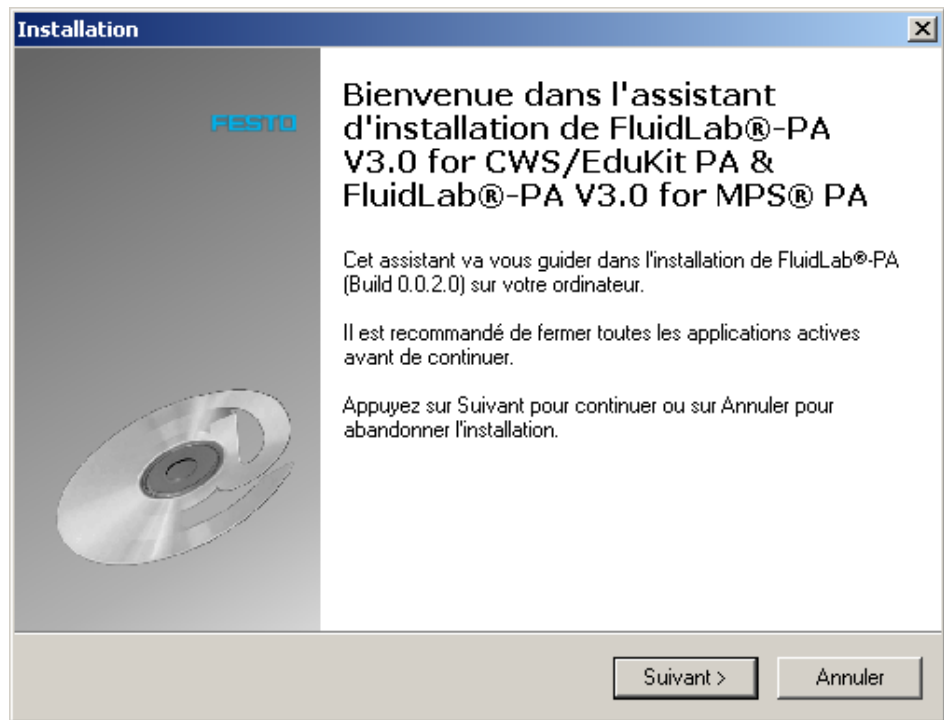 Installation
FESTO
Bienvenue dans l'assistant
d'installation de FluidLab®-PA
V3.0 for CWS/EduKit PA &
FluidLab®-PA V3.0 for MPS® PA
Cet assistant va vous guider dans l'installation de FluidLab®-PA
(Build 0.0.2.0) sur votre ordinateur.
Il est recommandé de fermer toutes les applications actives
avant de continuer.
Appuyez sur Suivant pour continuer ou sur Annuler pour
abandonner l'installation.
Suivant > Annuler